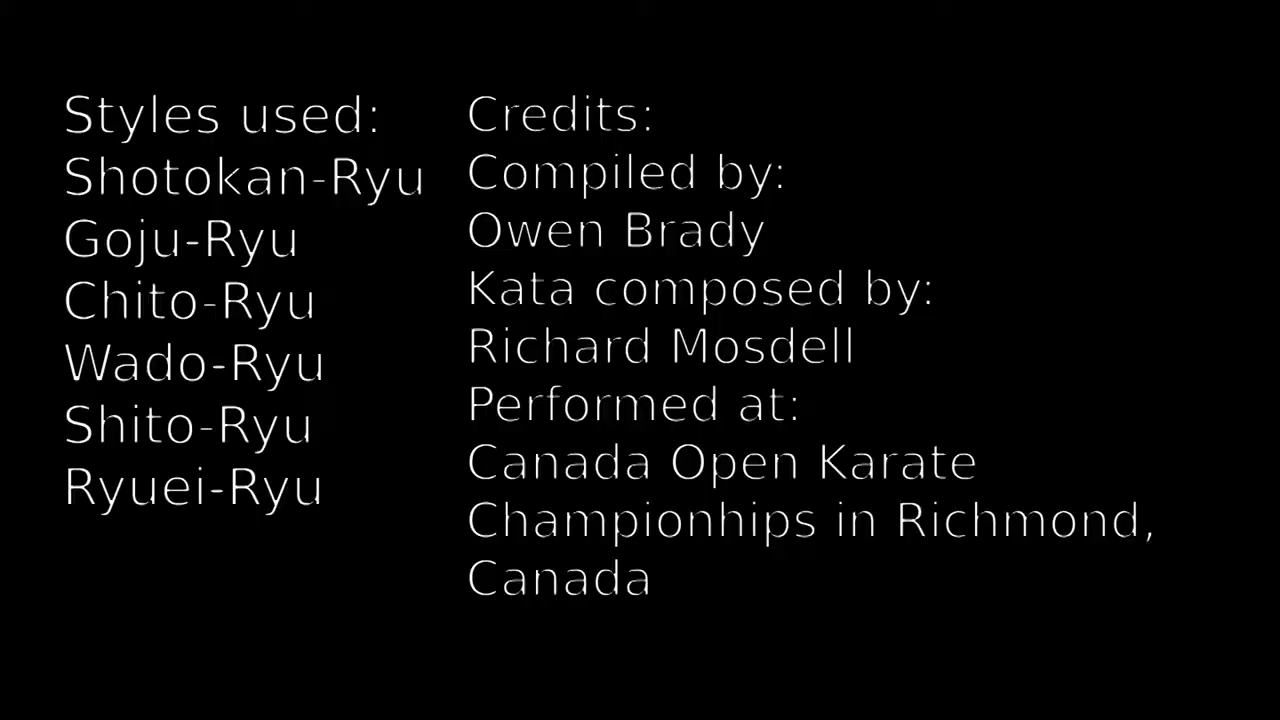 Styles used:
Shotokan-Ryu
Goju-Ryu
Chito-Ryu
Wado-Ryu
Shito-Ryu
Ryuei-Ryu
Credits:
Compiled by:
Owen Brady
Kata composed by:
Richard Mosdell
Performed at:
Canada Open Karate
Championhips in Richmond,
Canada